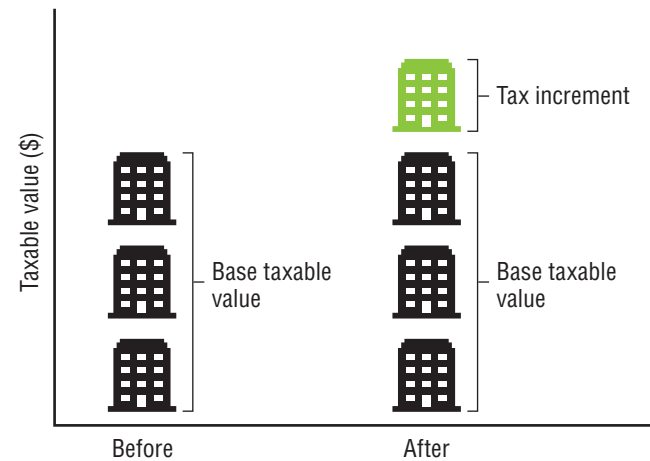 Taxable value ($)
Tax increment
Base taxable
value
Base taxable
value
Before
After